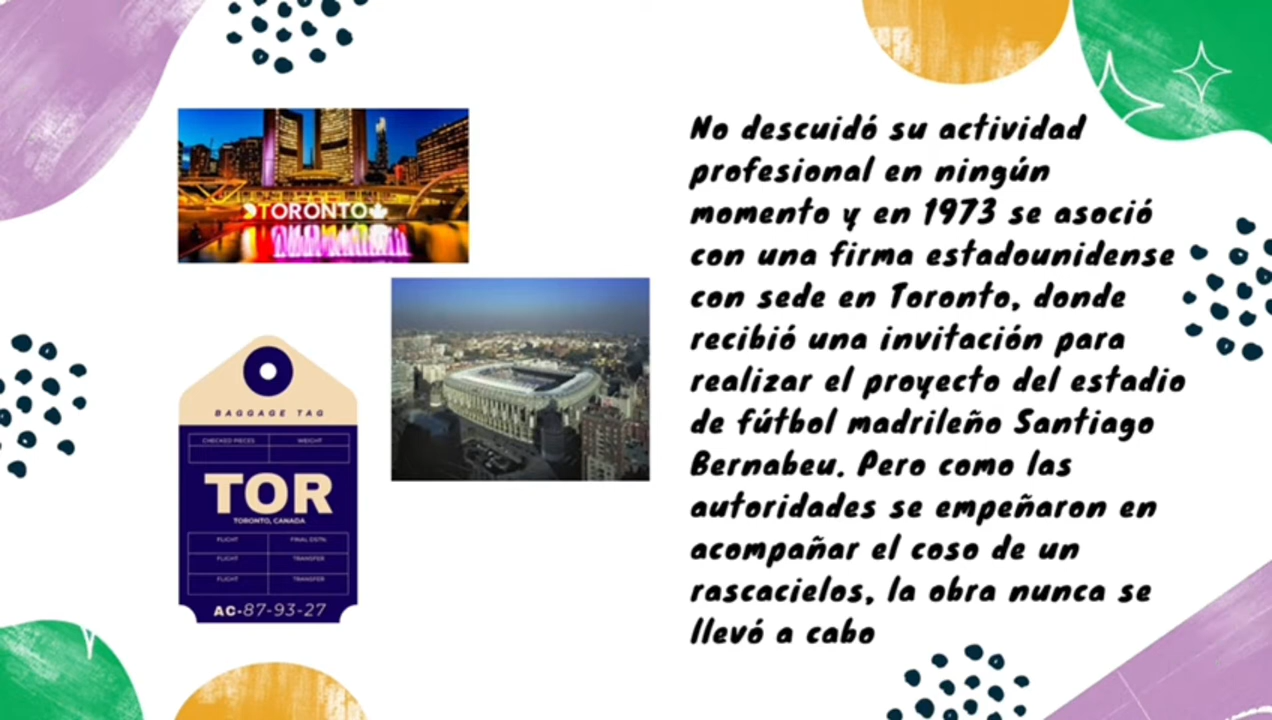 TORONTO
BAGGAGE TAG
CHECKED PIECES WEIGHT
TOR
TORONTO, CANADA
FLIGHT FINAL DSTN.
FLIGHT TRANSFER
FLIGHT TRANSFER
AC-87-93-27
No descuidó su actividad
profesional en ningún
momento y en 1973 se asoció
con una firma estadounidense
con sede en Toronto, donde
recibió una invitación para
realizar el proyecto del estadio
de fútbol madrileño Santiago
Bernabeu. Pero como las
autoridades se empeñaron en
acompañar el coso de un
rascacielos, la obra nunca se
llevó a cabo